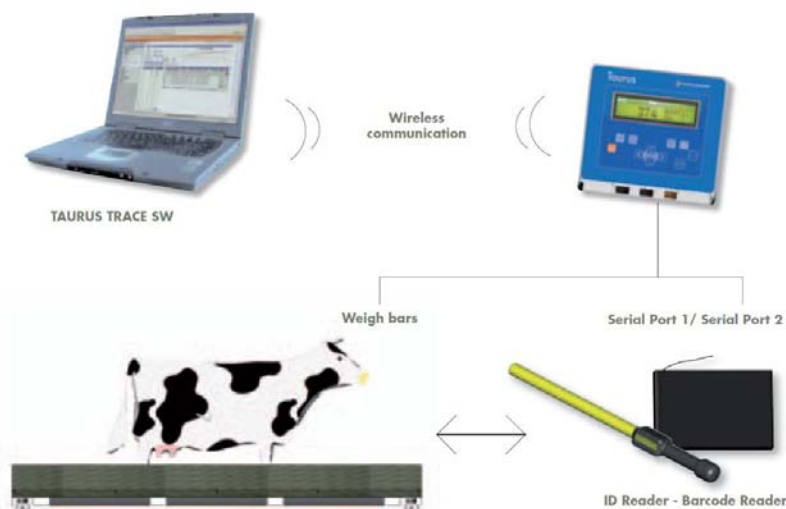 Taurus
Wireless
communication
TAURUS TRACE SW
Weigh bars
Serial Port 1/ Serial Port 2
ID Reader - Barcode Reader